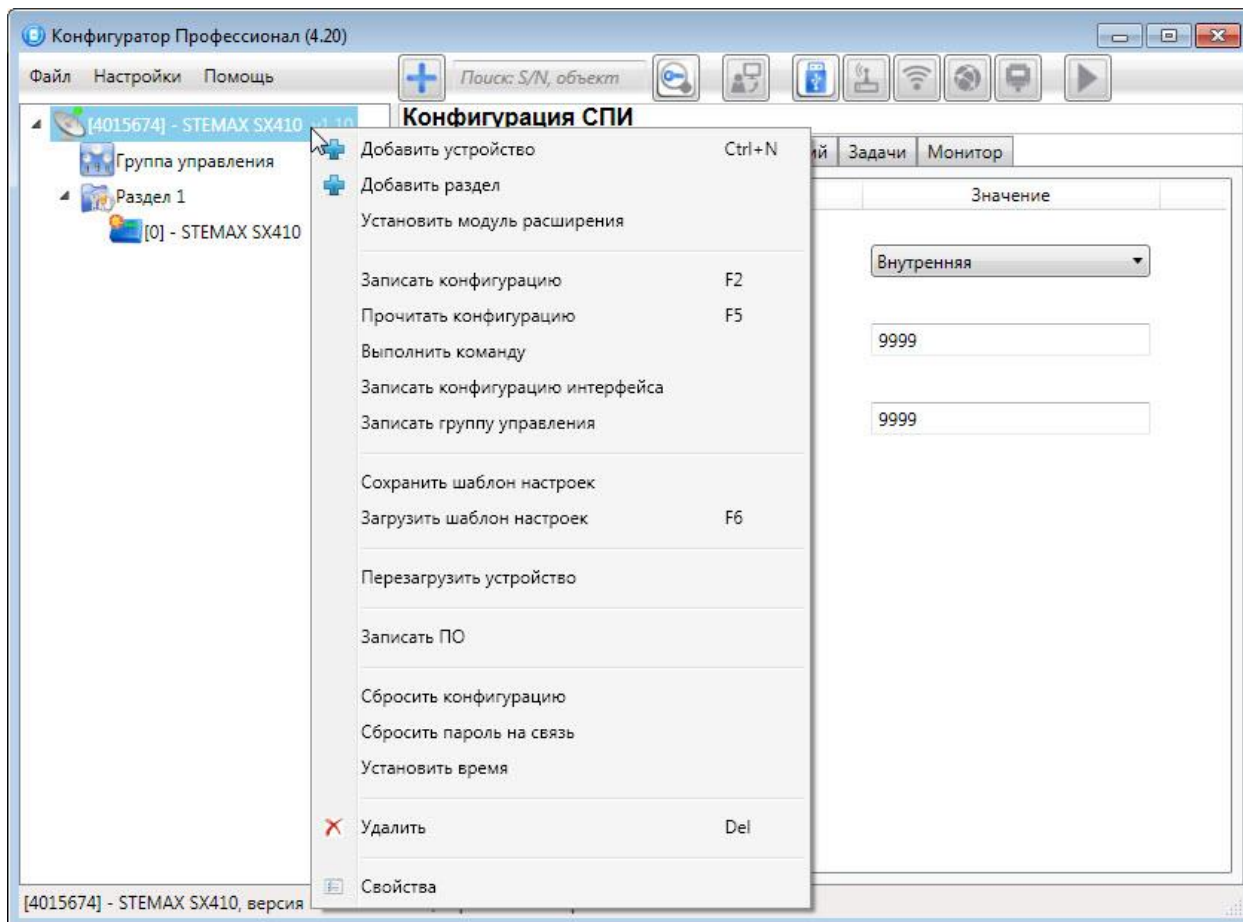 Конфигуратор Профессионал (4.20)
Файл Настройки Помощь
Поиск: S/N, объект
[4015674] - STEMAX SX410 v1.10
Группа управления
Раздел 1
[0] - STEMAX SX410
Конфигурация СПИ
Задачи Монитор
Значение
Внутренняя
9999
9999
Добавить устройство Ctrl+N
Добавить раздел
Установить модуль расширения
Записать конфигурацию F2
Прочитать конфигурацию F5
Выполнить команду
Записать конфигурацию интерфейса
Записать группу управления
Сохранить шаблон настроек
Загрузить шаблон настроек F6
Перезагрузить устройство
Записать ПО
Сбросить конфигурацию
Сбросить пароль на связь
Установить время
Удалить Del
Свойства
[4015674] - STEMAX SX410, версия